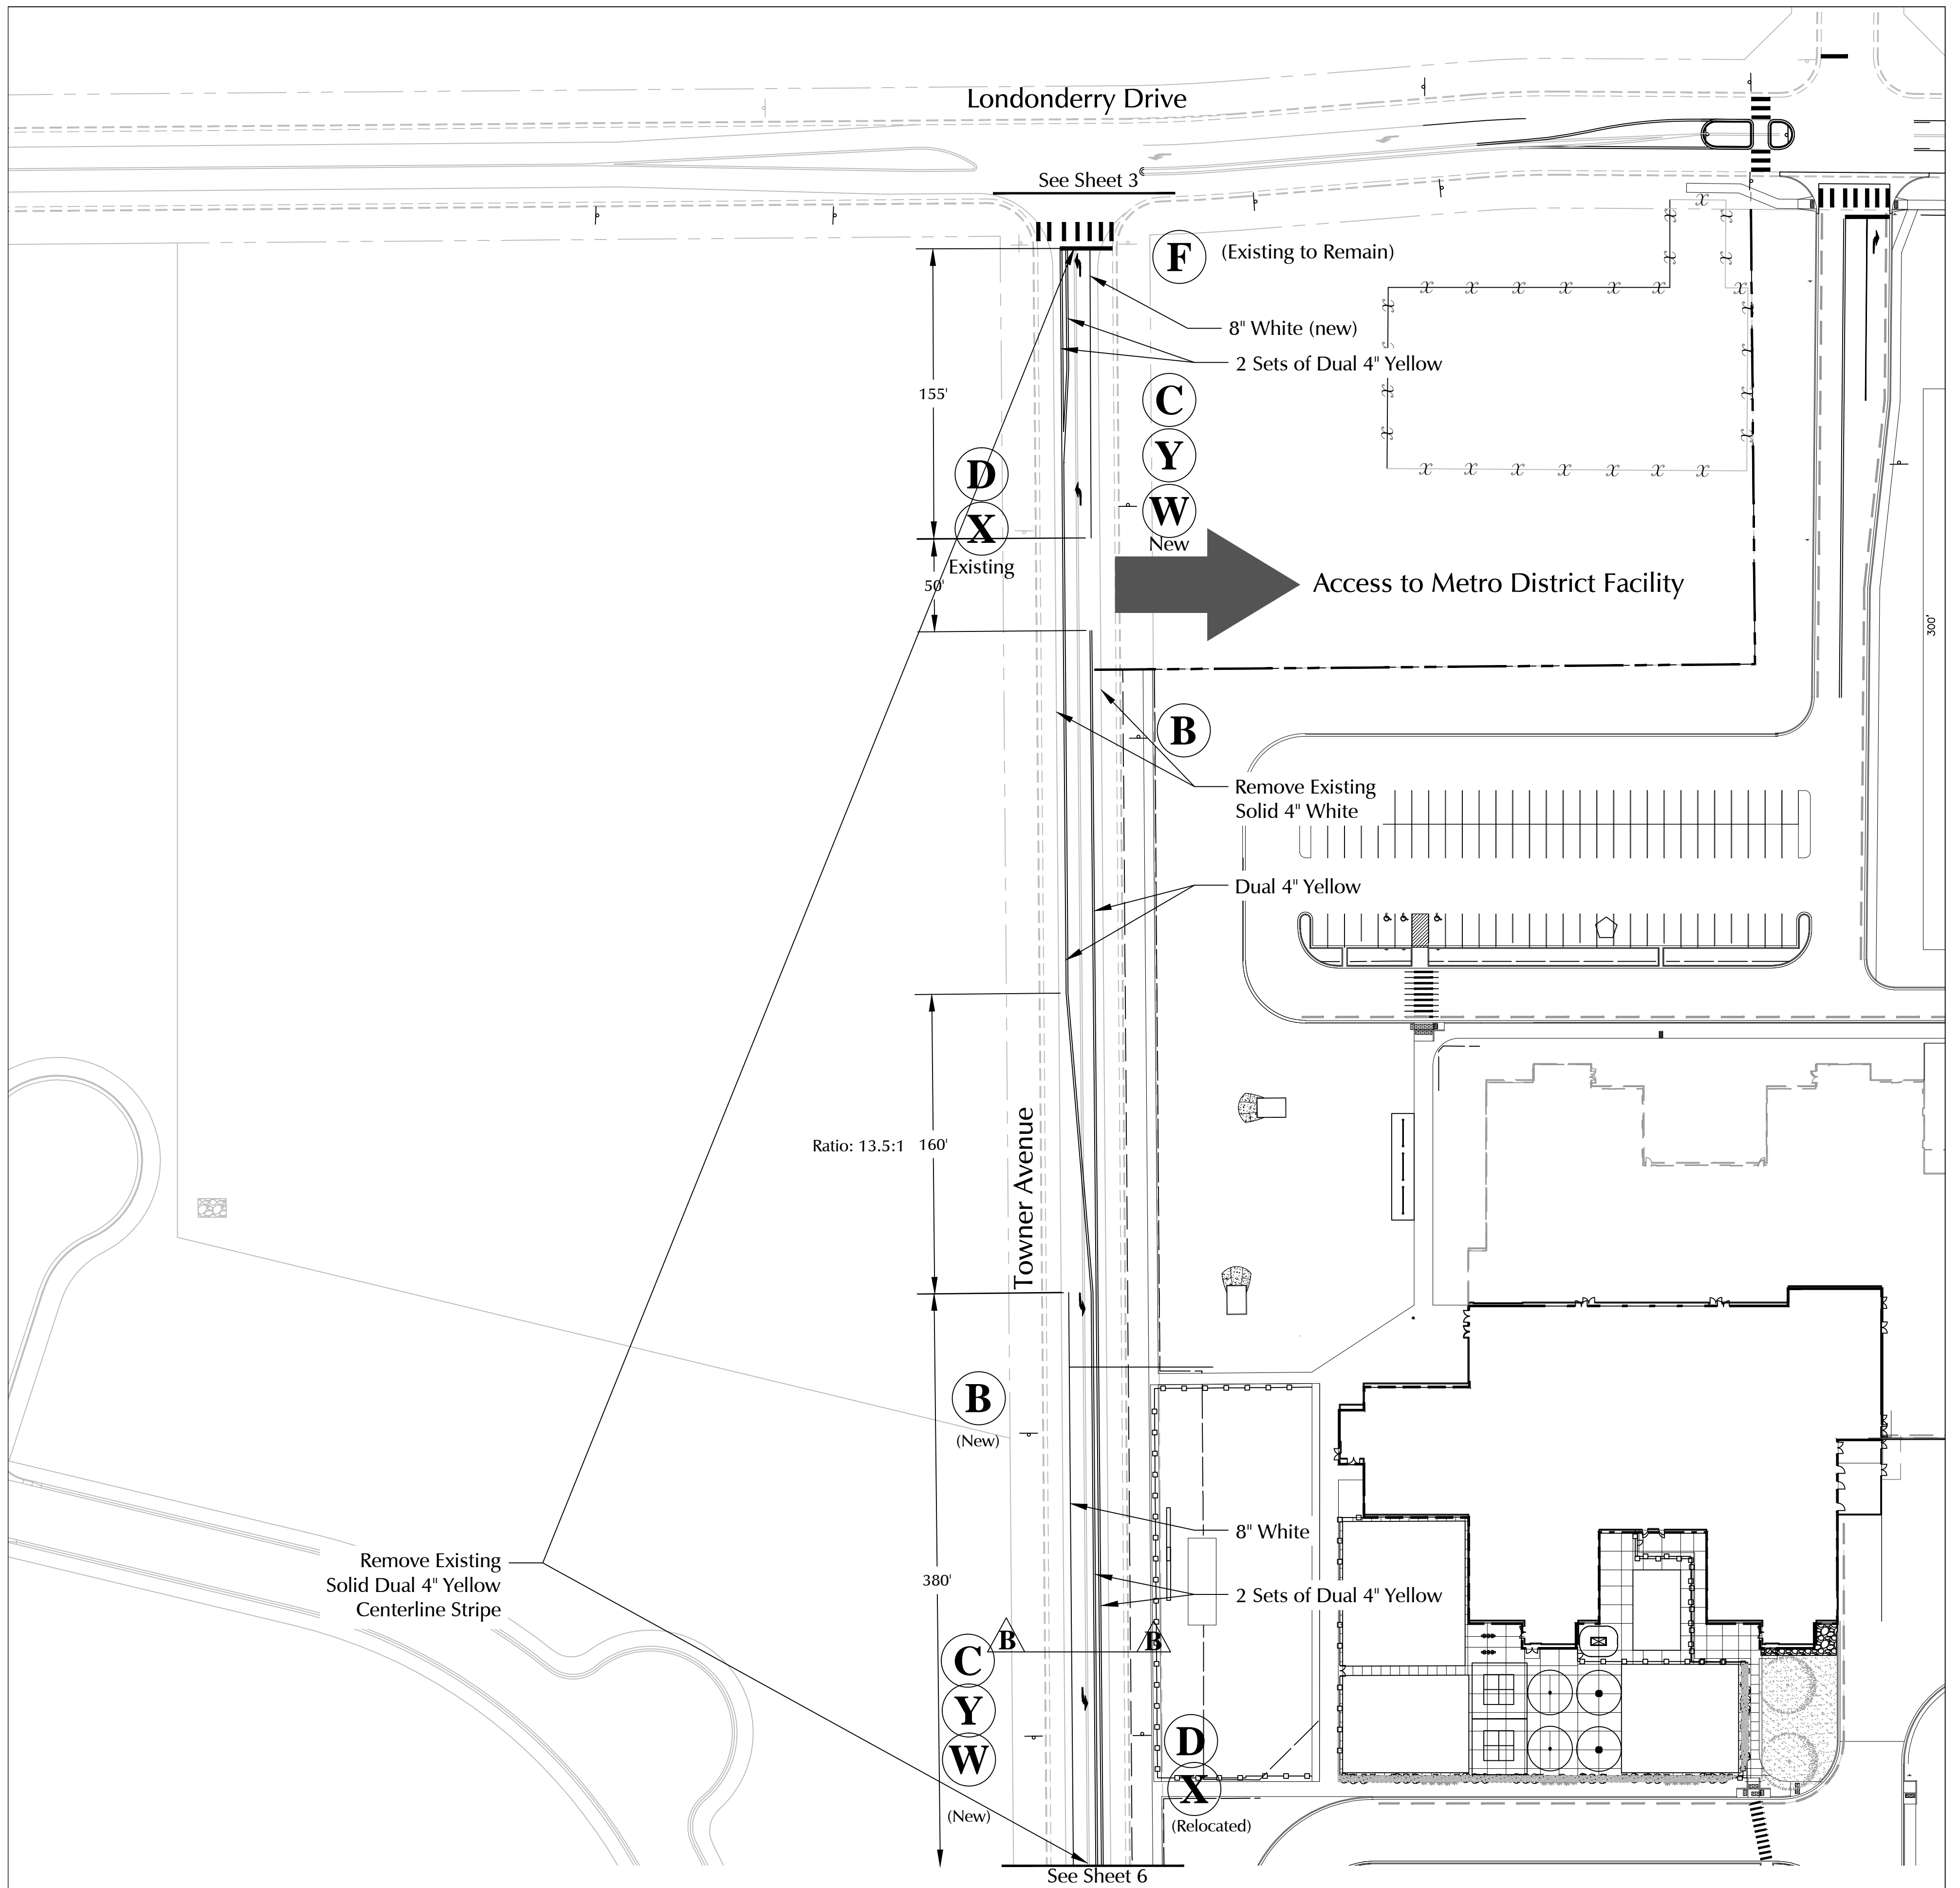 Londonderry Drive
See Sheet 3
F
(Existing to Remain)
8" White (new)
2 Sets of Dual 4" Yellow
155'
C
Y
W
New
D
X
Existing
50'
Access to Metro District Facility
300'
B
Remove Existing
Solid 4" White
Dual 4" Yellow
Ratio: 13.5:1
160'
Towner Avenue
B
(New)
8" White
Remove Existing
Solid Dual 4" Yellow
Centerline Stripe
380'
2 Sets of Dual 4" Yellow
B
B
C
Y
W
(New)
D
X
(Relocated)
See Sheet 6
x x
x x
x x x x x x x
x x
x
x x
x x
x x x x x x x